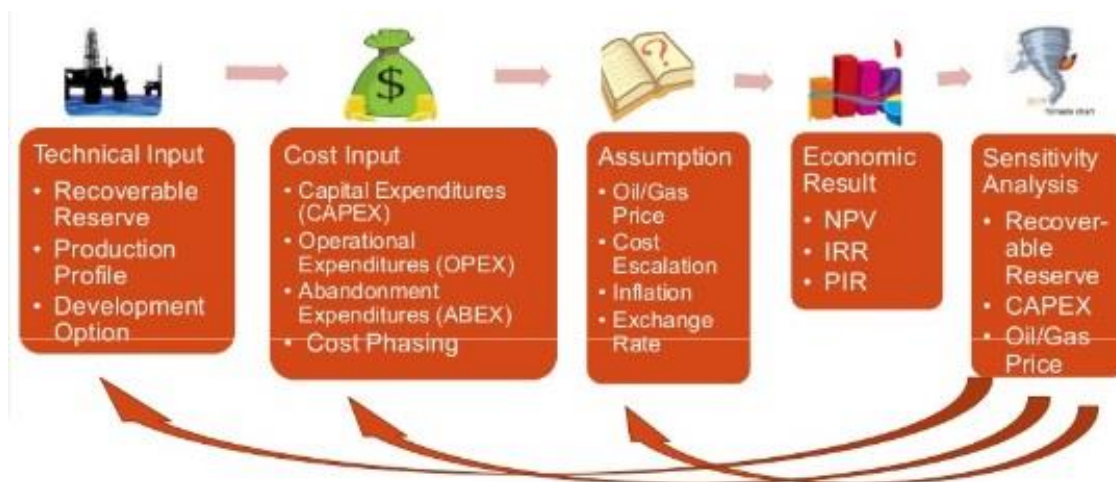 $
?
Tornado chart
Technical Input
• Recoverable
Reserve
• Production
Profile
• Development
Option
Cost Input
• Capital Expenditures
(CAPEX)
• Operational
Expenditures (OPEX)
• Abandonment
Expenditures (ABEX)
• Cost Phasing
Assumption
• Oil/Gas
Price
• Cost
Escalation
• Inflation
• Exchange
Rate
Economic
Result
• NPV
• IRR
• PIR
Sensitivity
Analysis
• Recover-
able
Reserve
• CAPEX
• Oil/Gas
Price